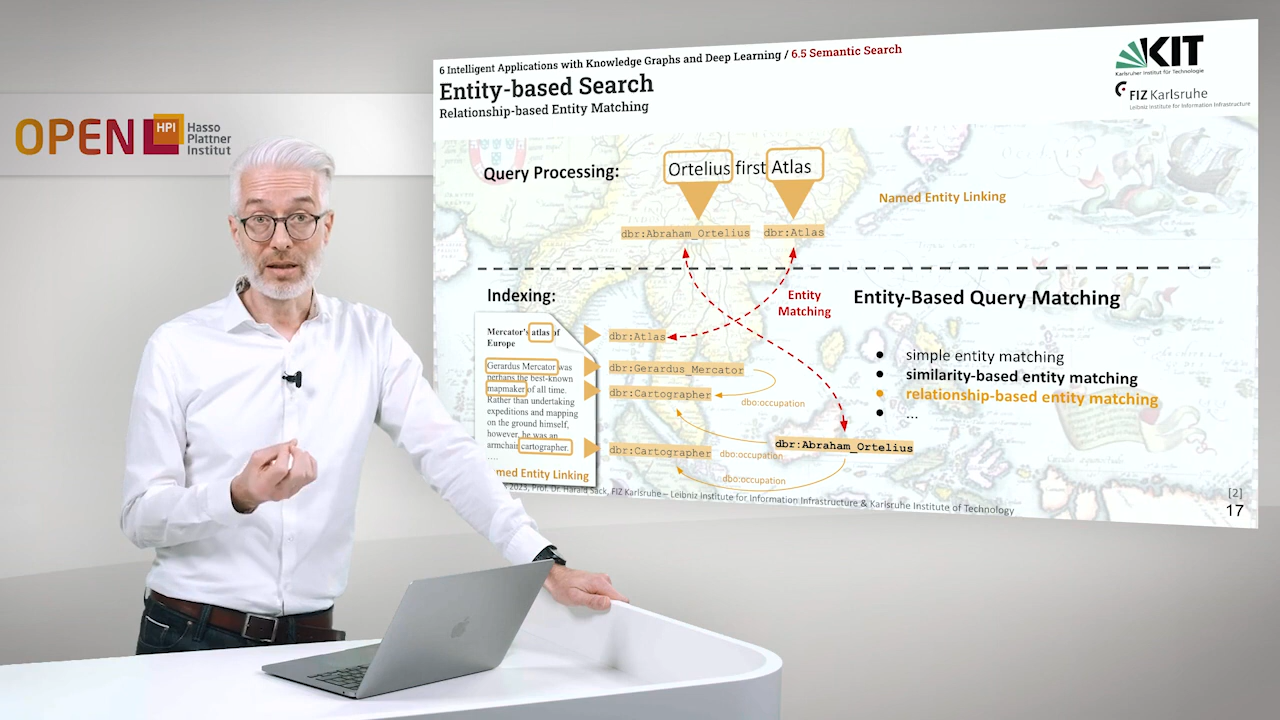 OPEN HPI Hasso
Plattner
Institut
6 Intelligent Applications with Knowledge Graphs and Deep Learning / 6.5 Semantic Search
Entity-based Search
Relationship-based Entity Matching
KIT
Karlsruher Institut für Technologie
FIZ Karlsruhe
Leibniz Institute for Information Infrastructure
Query Processing:
Ortelius first Atlas
Named Entity Linking
dbr:Abraham_Ortelius dbr:Atlas
Indexing:
Entity
Matching
Entity-Based Query Matching
Mercator's atlas of
Europe
Gerardus Mercator was
perhaps the best-known
mapmaker of all time.
Rather than undertaking
expeditions and mapping
on the ground himself,
however, he was an
armchair cartographer.
....
med Entity Linking
dbr:Atlas
dbr:Gerardus_Mercator
dbr:Cartographer
dbo:occupation
dbr:Abraham_Ortelius
dbr:Cartographer
dbo:occupation
dbo:occupation
● simple entity matching
● similarity-based entity matching
● relationship-based entity matching
● ...
2023, Prof. Dr. Harald Sack, FIZ Karlsruhe – Leibniz Institute for Information Infrastructure & Karlsruhe Institute of Technology
[2]
17